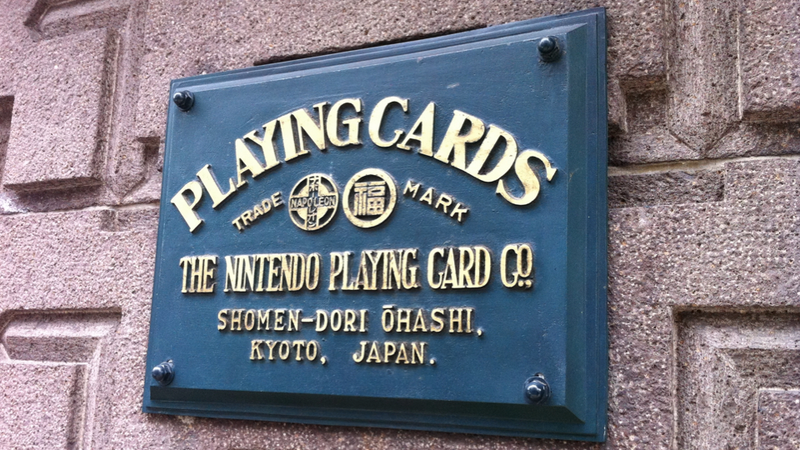 PLAYING CARDS
TRADE NAPOLEON 福 MARK
THE NINTENDO PLAYING CARD CO.,
SHOMEN-DORI ŌHASHI,
KYOTO, JAPAN.